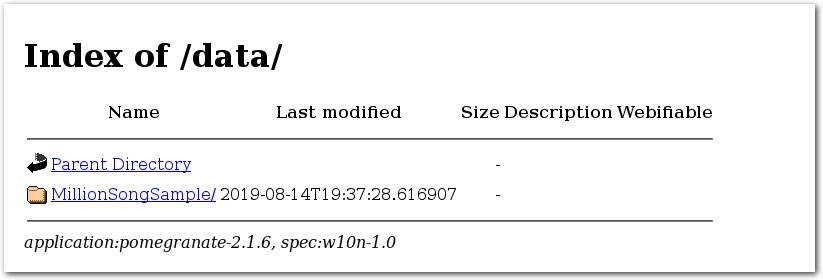 Index of /data/
Name Last modified Size Description Webifiable
Parent Directory -
MillionSongSample/ 2019-08-14T19:37:28.616907 -
application:pomegranate-2.1.6, spec:w10n-1.0